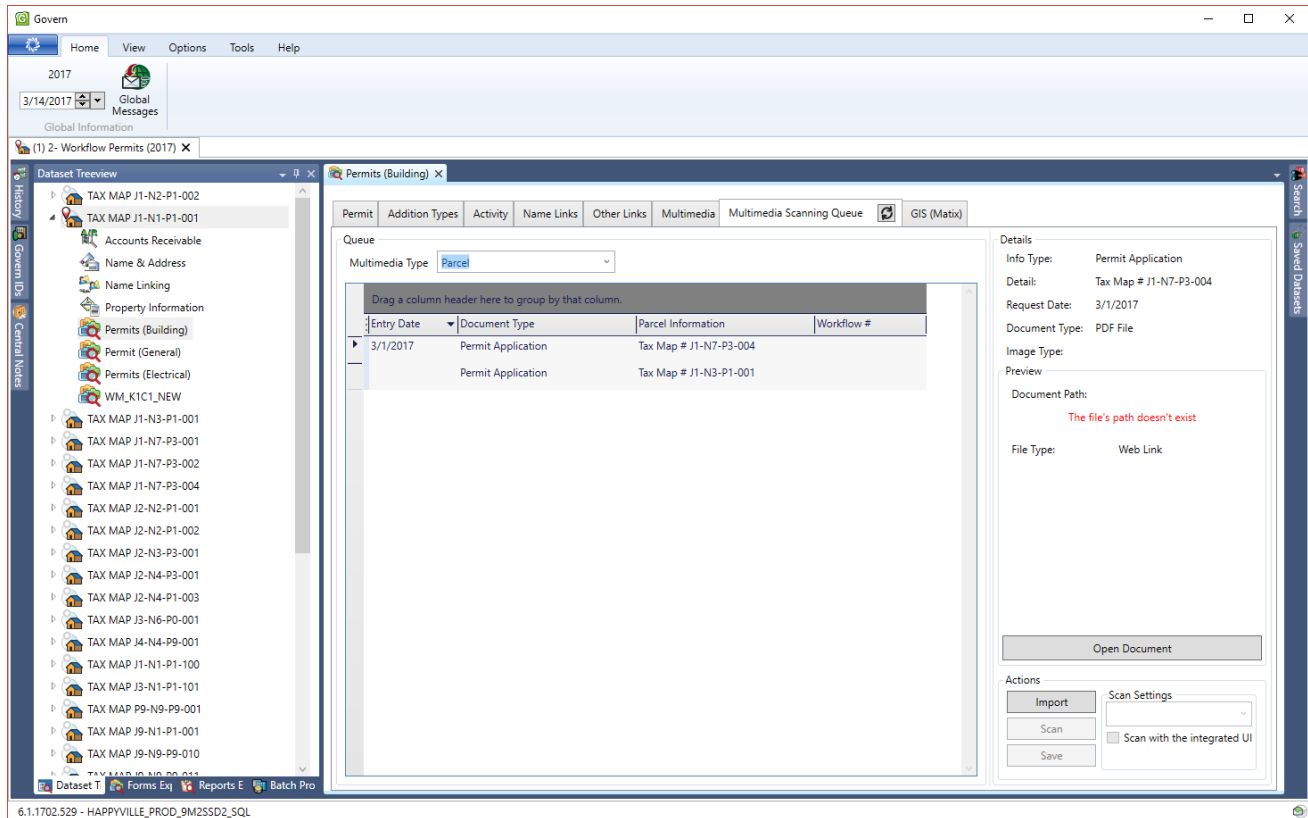 Govern
Home View Options Tools Help
2017
3/14/2017
Global
Messages
Global Information
(1) 2- Workflow Permits (2017)
History
Govern IDs
Central Notes
Dataset Treeview
TAX MAP J1-N2-P1-002
TAX MAP J1-N1-P1-001
Accounts Receivable
Name & Address
Name Linking
Property Information
Permits (Building)
Permit (General)
Permits (Electrical)
WM_K1C1_NEW
TAX MAP J1-N3-P1-001
TAX MAP J1-N7-P3-001
TAX MAP J1-N7-P3-002
TAX MAP J1-N7-P3-004
TAX MAP J2-N2-P1-001
TAX MAP J2-N2-P1-002
TAX MAP J2-N3-P3-001
TAX MAP J2-N4-P3-001
TAX MAP J2-N4-P1-003
TAX MAP J3-N6-P0-001
TAX MAP J4-N4-P9-001
TAX MAP J1-N1-P1-100
TAX MAP J3-N1-P1-101
TAX MAP P9-N9-P9-001
TAX MAP J9-N1-P1-001
TAX MAP J9-N9-P9-010
TAX MAP J9-N9-P9-011
Dataset T Forms Exp Reports E Batch Pro
Permits (Building)
Permit Addition Types Activity Name Links Other Links Multimedia Multimedia Scanning Queue GIS (Matix)
Queue
Multimedia Type Parcel
Drag a column header here to group by that column.
Entry Date Document Type Parcel Information Workflow #
3/1/2017 Permit Application Tax Map # J1-N7-P3-004
Permit Application Tax Map # J1-N3-P1-001
Details
Info Type: Permit Application
Detail: Tax Map # J1-N7-P3-004
Request Date: 3/1/2017
Document Type: PDF File
Image Type:
Preview
Document Path:
The file's path doesn't exist
File Type: Web Link
Open Document
Actions
Import
Scan
Save
Scan Settings
Scan with the integrated UI
Search
Saved Datasets
6.1.1702.529 - HAPPYVILLE_PROD_9M2SSD2_SQL